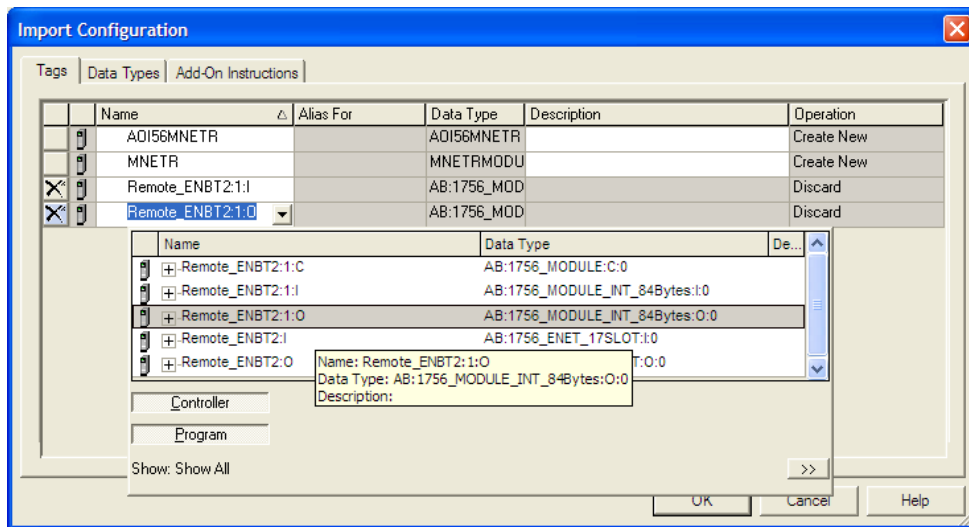 Import Configuration
Tags Data Types Add-On Instructions
Name Alias For Data Type Description Operation
AOI56MNETR AOI56MNETR Create New
MNETR MNETRMODU Create New
Remote_ENBT2:1:I AB:1756_MOD Discard
Remote_ENBT2:1:O AB:1756_MOD Discard
Name Data Type De...
Remote_ENBT2:1:C AB:1756_MODULE:C:0
Remote_ENBT2:1:I AB:1756_MODULE_INT_84Bytes:I:0
Remote_ENBT2:1:O AB:1756_MODULE_INT_84Bytes:O:0
Remote_ENBT2:I AB:1756_ENET_17SLOT:I:0
Remote_ENBT2:O T:O:0
Name: Remote_ENBT2:1:O
Data Type: AB:1756_MODULE_INT_84Bytes:O:0
Description:
Controller
Program
Show: Show All >>
OK Cancel Help